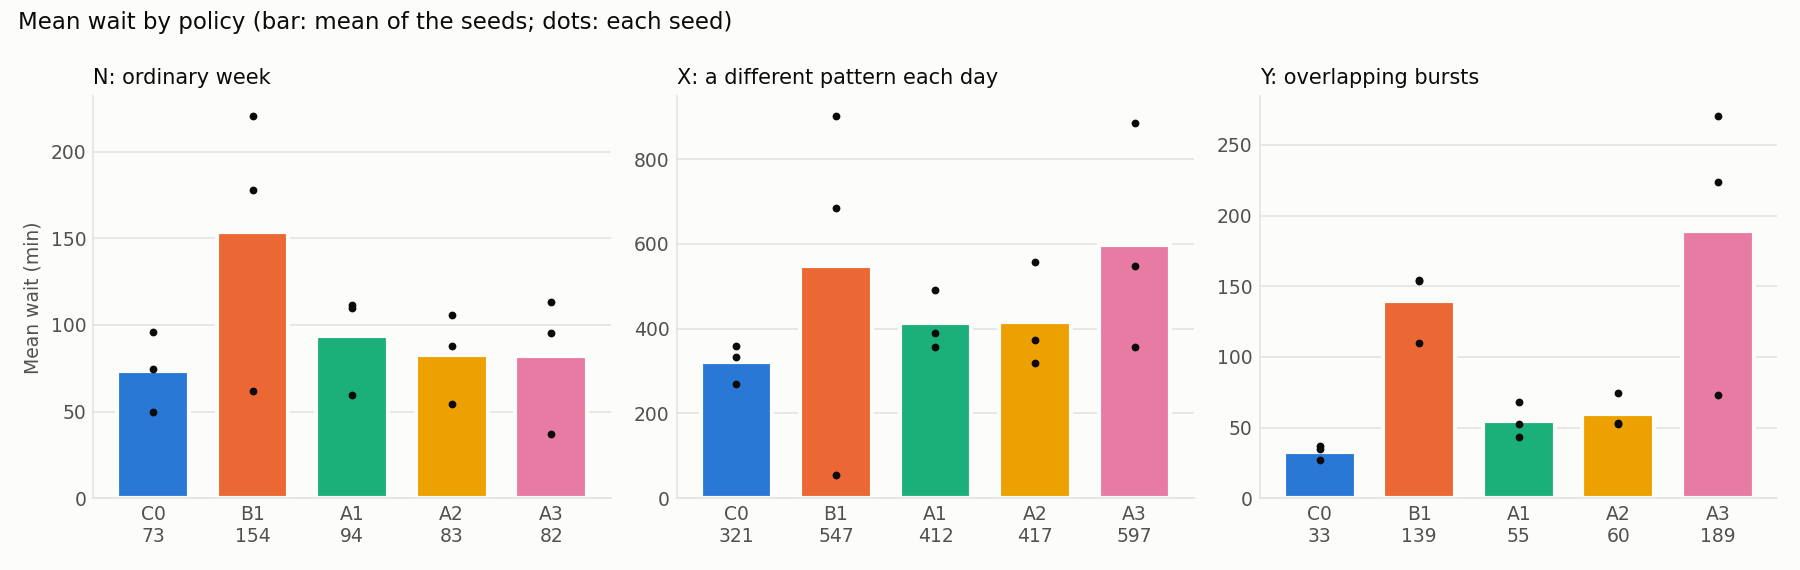 Mean wait by policy (bar: mean of the seeds; dots: each seed)
N: ordinary week
Mean wait (min)
200
150
100
50
0
C0 B1 A1 A2 A3
73 154 94 83 82
X: a different pattern each day
800
600
400
200
0
C0 B1 A1 A2 A3
321 547 412 417 597
Y: overlapping bursts
250
200
150
100
50
0
C0 B1 A1 A2 A3
33 139 55 60 189